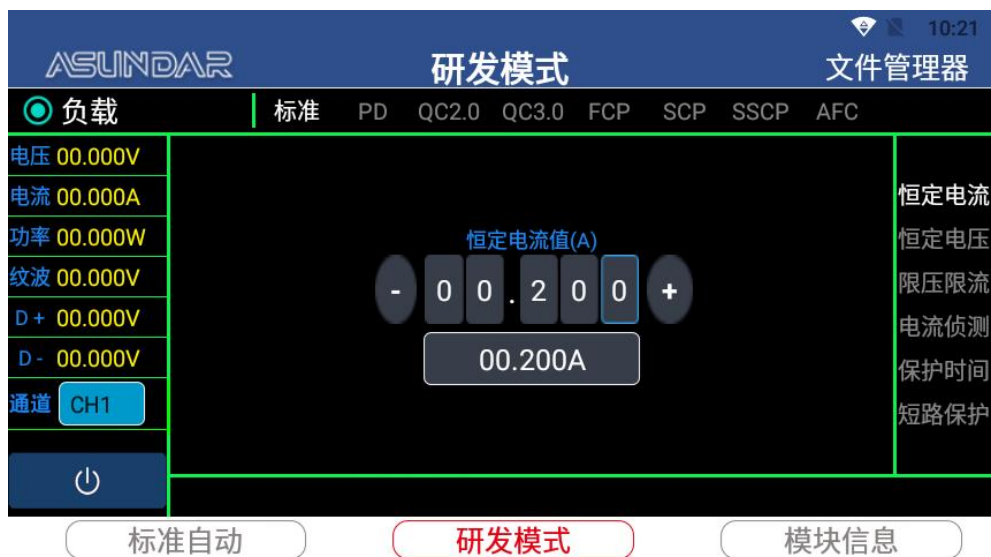 10:21
ASUNDAR 研发模式 文件管理器
负载 标准 PD QC2.0 QC3.0 FCP SCP SSCP AFC
电压 00.000V
电流 00.000A
功率 00.000W
纹波 00.000V
D+ 00.000V
D- 00.000V
通道 CH1
恒定电流值(A)
- 0 0 . 2 0 0 +
00.200A
恒定电流
恒定电压
限压限流
电流侦测
保护时间
短路保护
标准自动 研发模式 模块信息